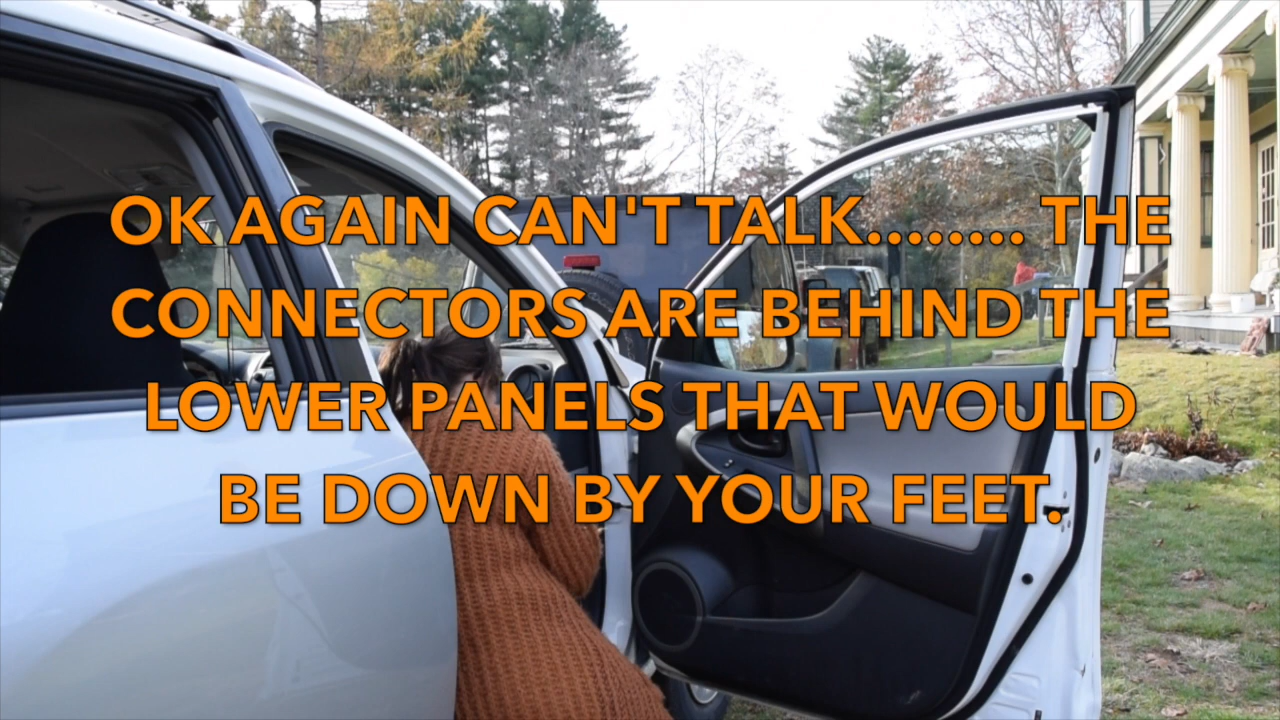 OK AGAIN CAN'T TALK........ THE
CONNECTORS ARE BEHIND THE
LOWER PANELS THAT WOULD
BE DOWN BY YOUR FEET.